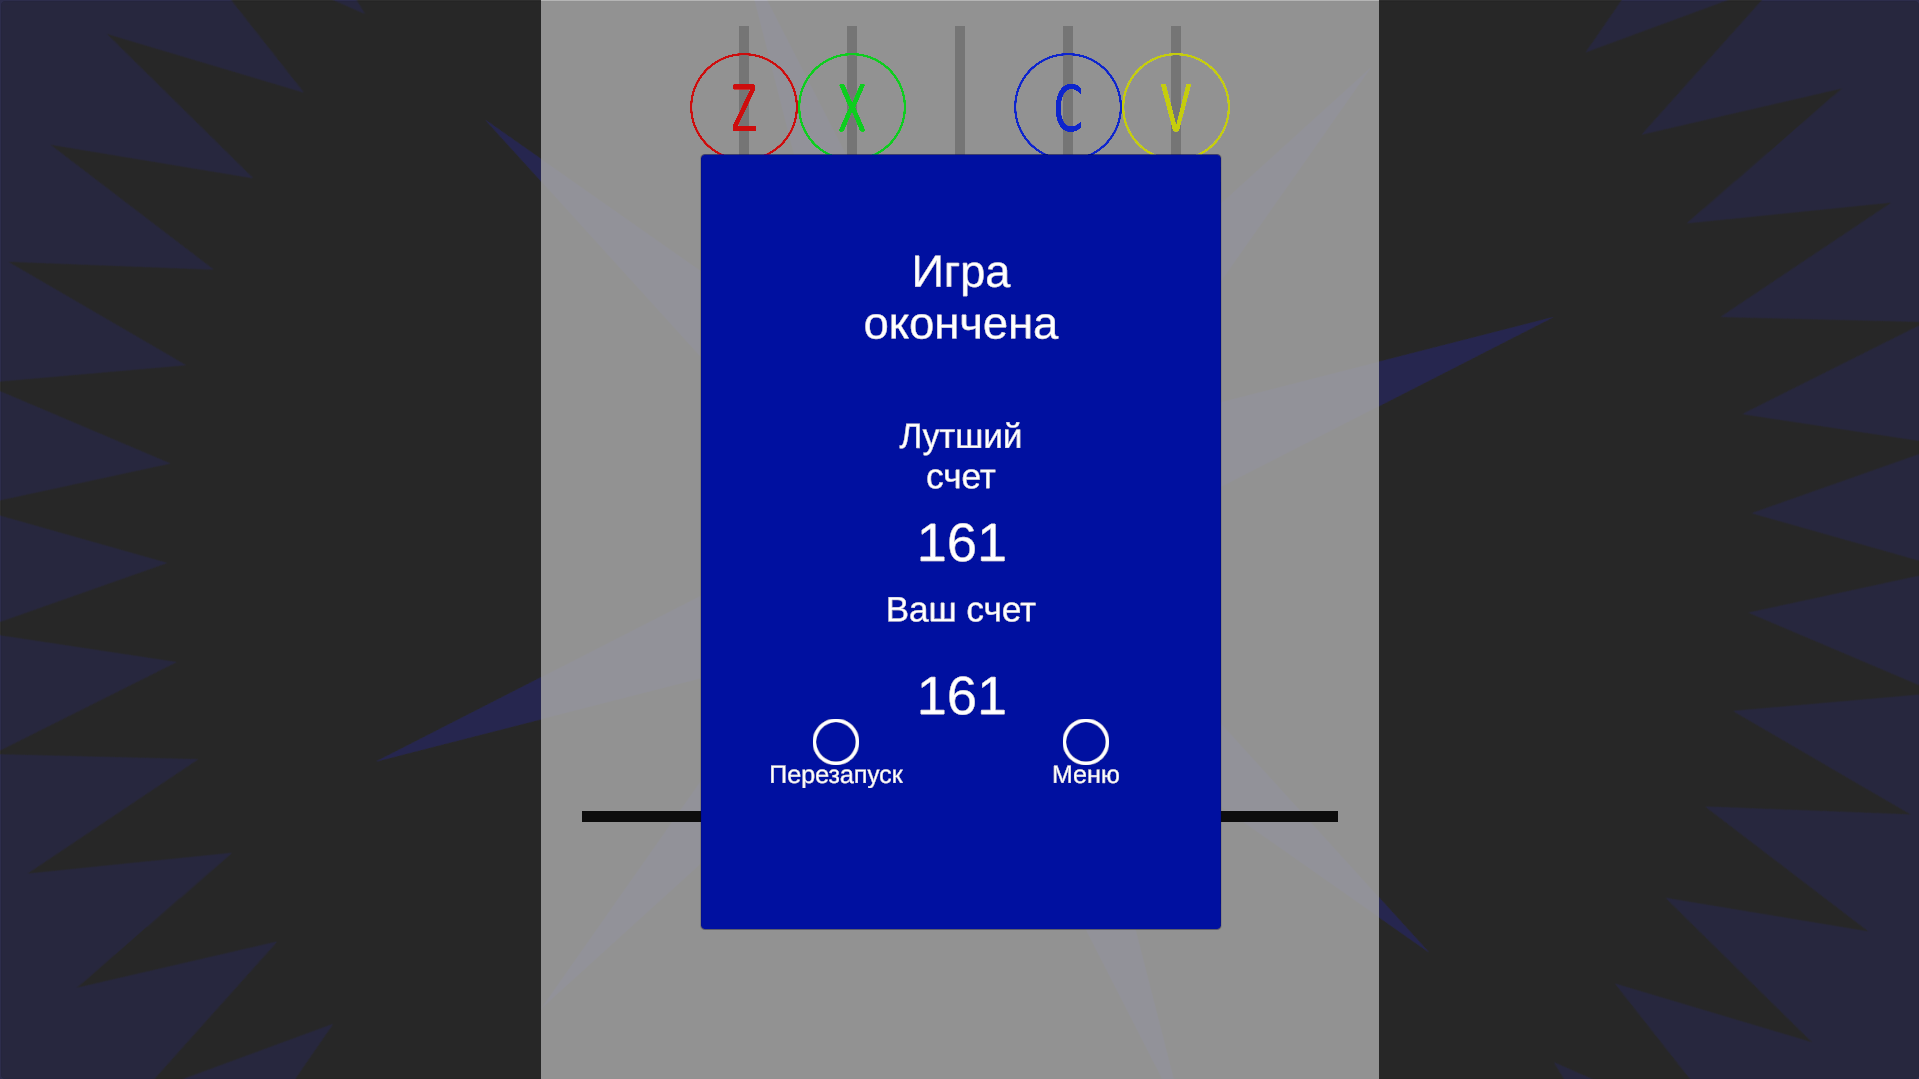 Z X C V
Игра
окончена
Лутший
счет
161
Ваш счет
161
Перезапуск Меню